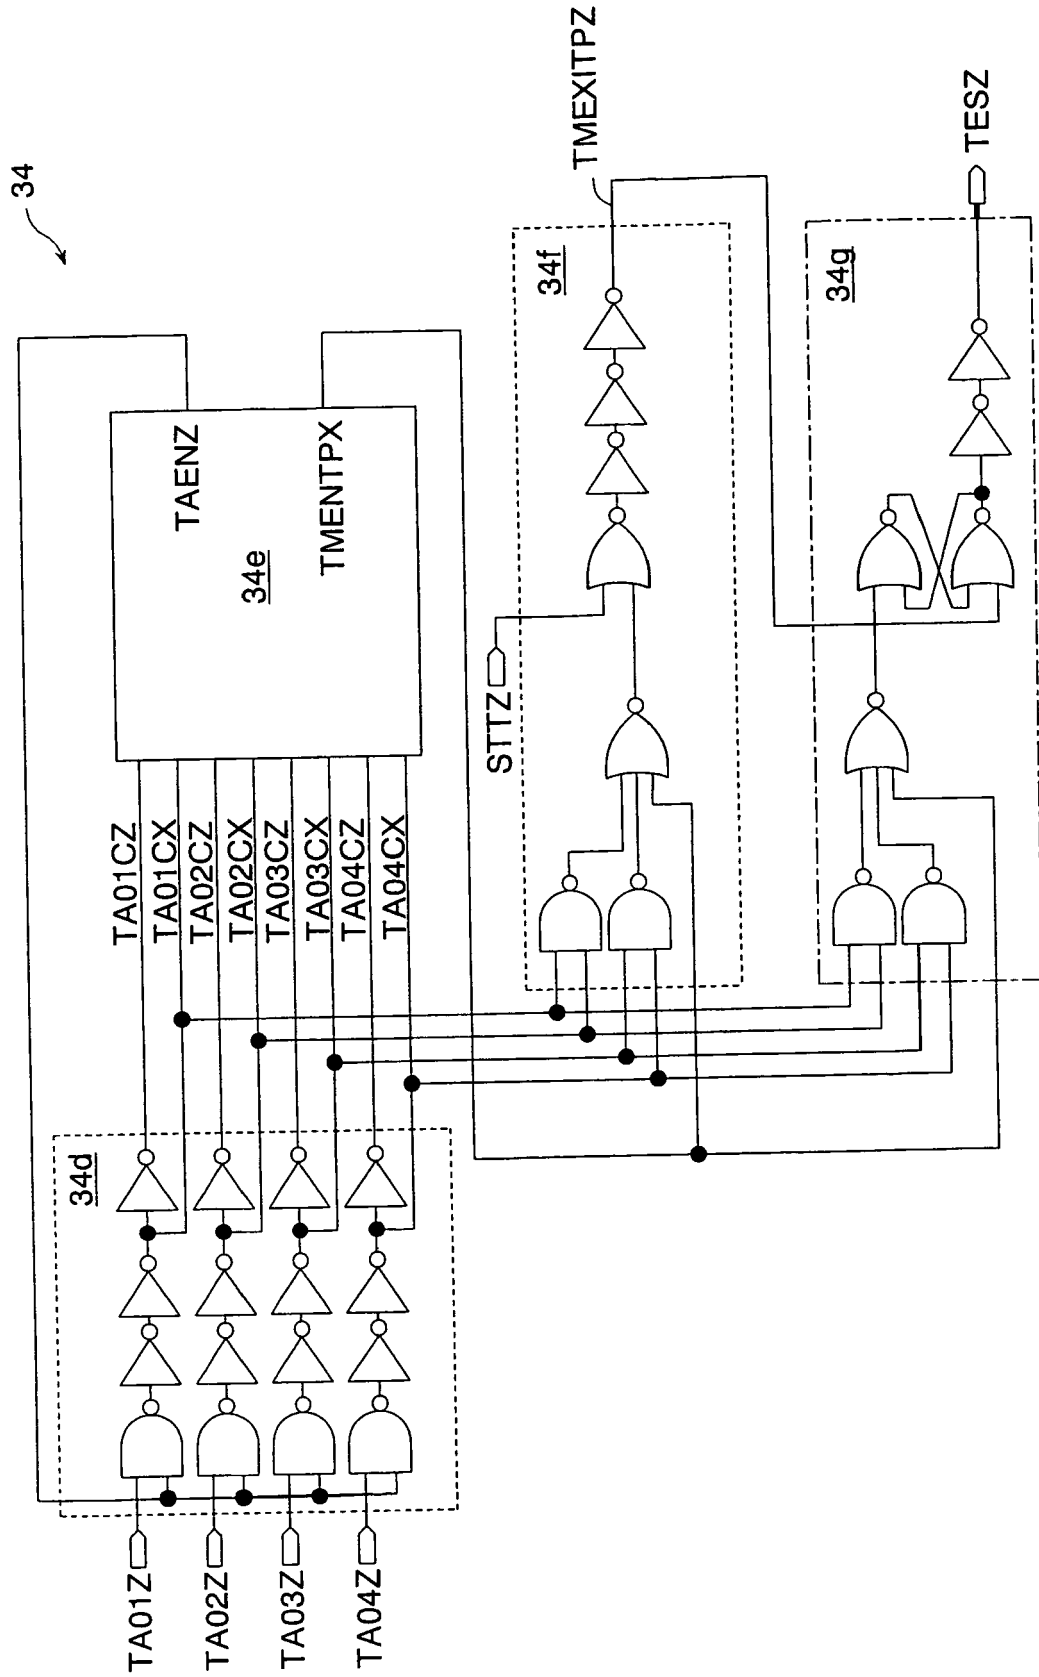 34
TA01Z
TA02Z
TA03Z
TA04Z
34d
TA01CZ
TA01CX
TA02CZ
TA02CX
TA03CZ
TA03CX
TA04CZ
TA04CX
TAENZ
34e
TMENTPX
STTZ
34f
TMEXITPZ
34g
TESZ